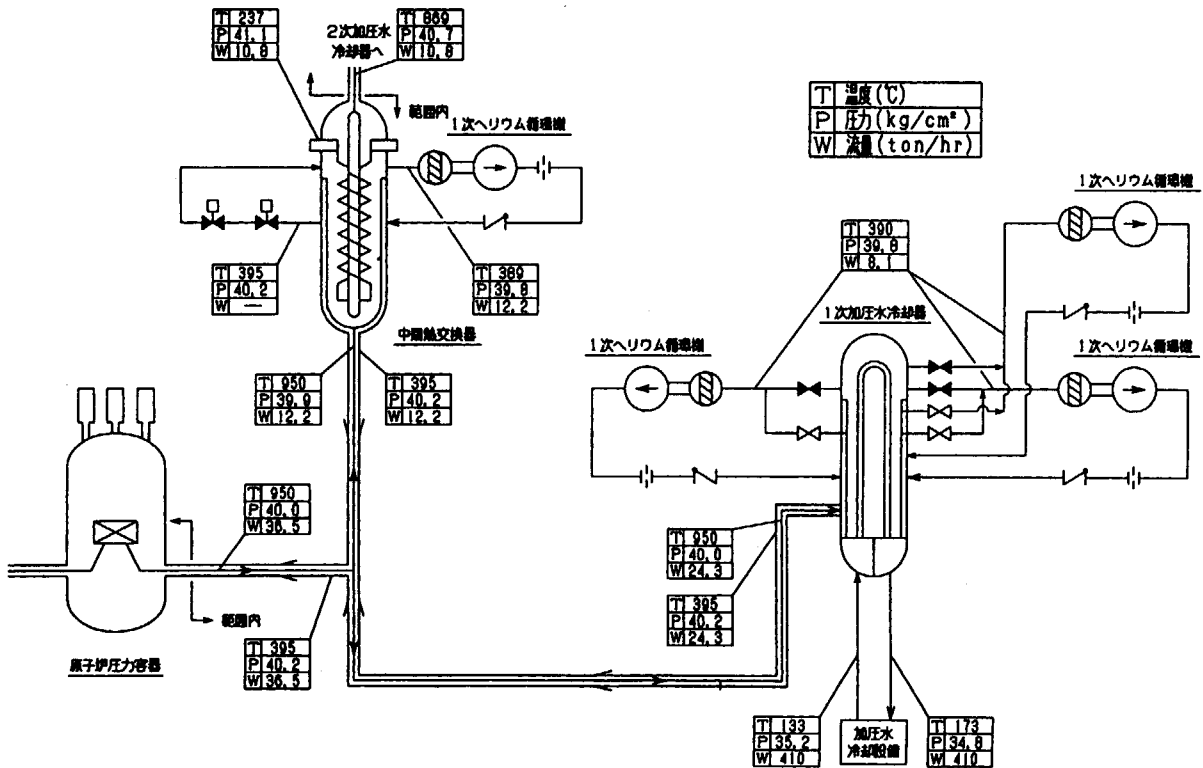 T 237
P 41.1
W 10.8
2次加圧水
冷却器へ
T 869
P 40.7
W 10.8
範囲内
1次ヘリウム循環機
T 温度(℃)
P 圧力(kg/cm²)
W 流量(ton/hr)
1次ヘリウム循環機
T 395
P 40.2
W —
T 389
P 39.8
W 12.2
中間熱交換器
T 390
P 39.8
W 8.1
1次加圧水冷却器
1次ヘリウム循環機
1次ヘリウム循環機
T 950
P 39.9
W 12.2
T 395
P 40.2
W 12.2
T 950
P 40.0
W 36.5
範囲内
T 395
P 40.2
W 36.5
原子炉圧力容器
T 950
P 40.0
W 24.3
T 395
P 40.2
W 24.3
T 133
P 35.2
W 410
加圧水
冷却設備
T 173
P 34.8
W 410